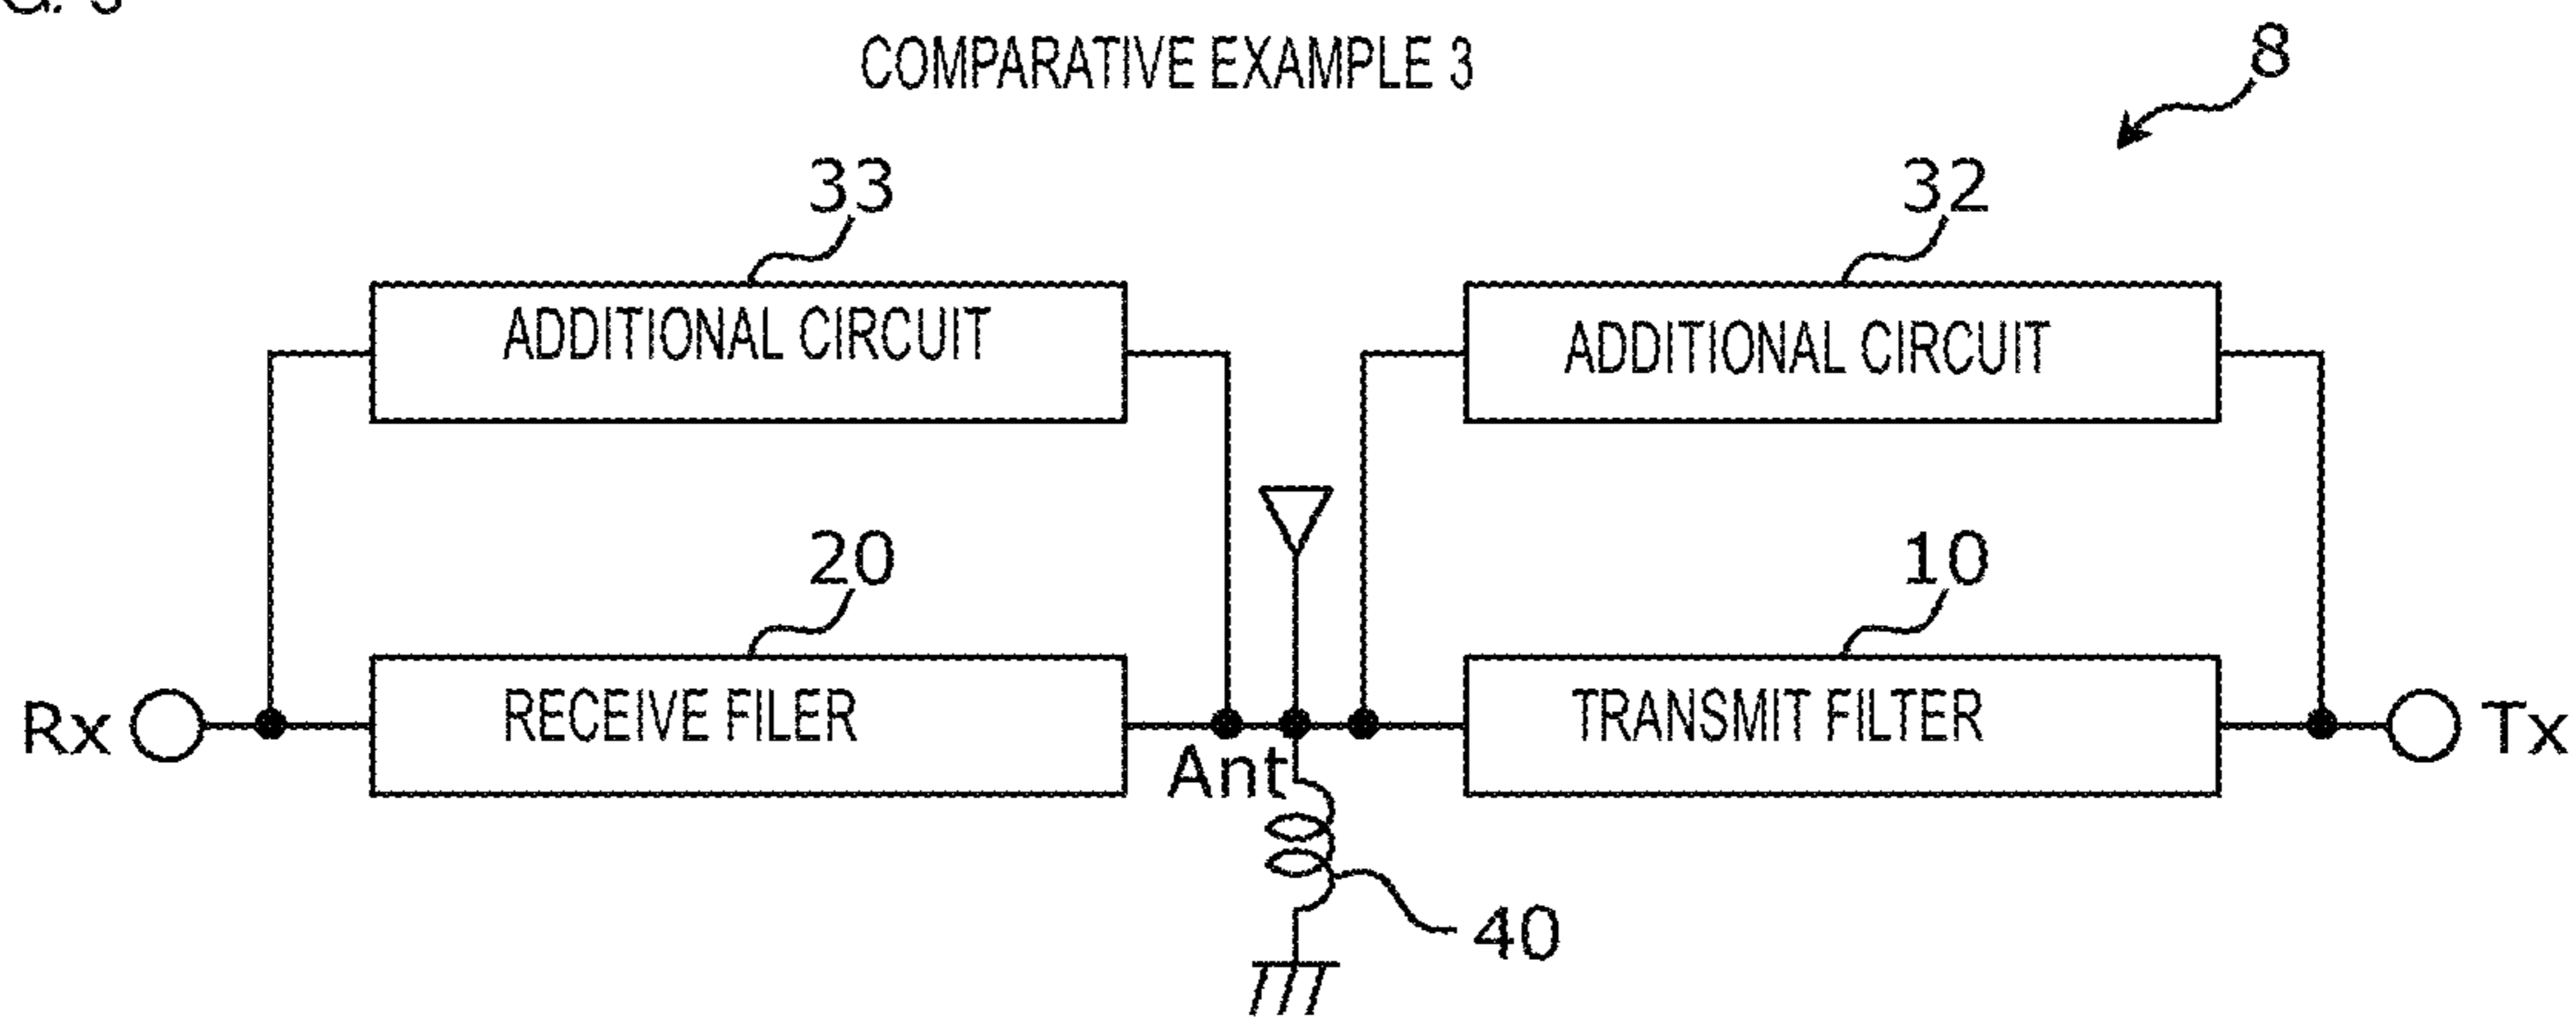 COMPARATIVE EXAMPLE 3
8
33
32
ADDITIONAL CIRCUIT
ADDITIONAL CIRCUIT
20
10
Rx
RECEIVE FILER
TRANSMIT FILTER
Tx
Ant
40